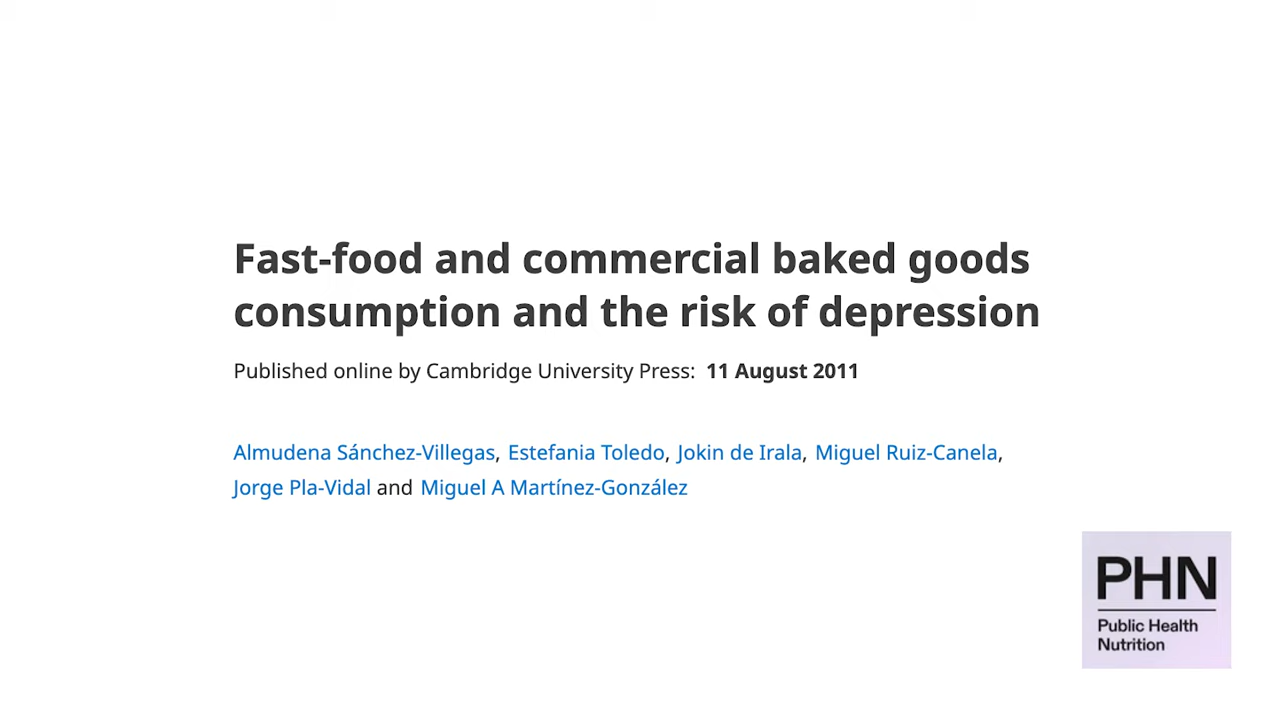 Fast-food and commercial baked goods
consumption and the risk of depression
Published online by Cambridge University Press: 11 August 2011
Almudena Sánchez-Villegas, Estefania Toledo, Jokin de Irala, Miguel Ruiz-Canela,
Jorge Pla-Vidal and Miguel A Martínez-González
PHN
Public Health
Nutrition